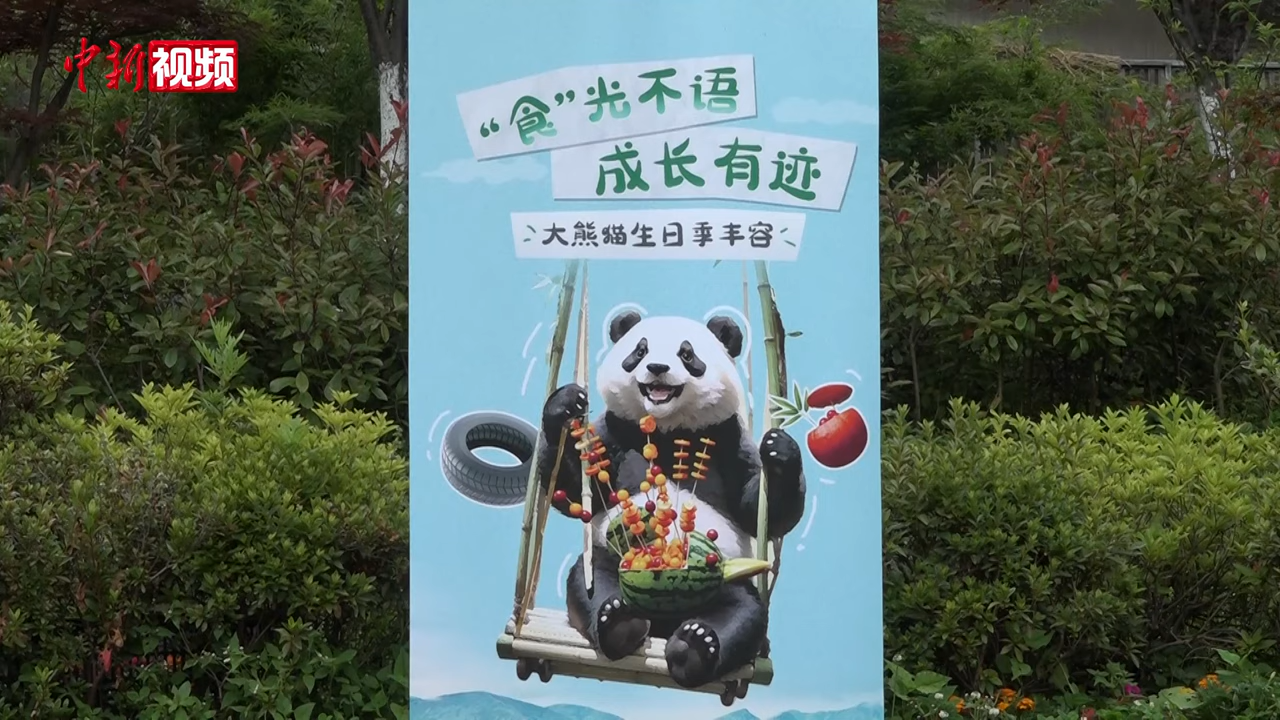 中新视频
“食”光不语
成长有迹
大熊猫生日季丰容